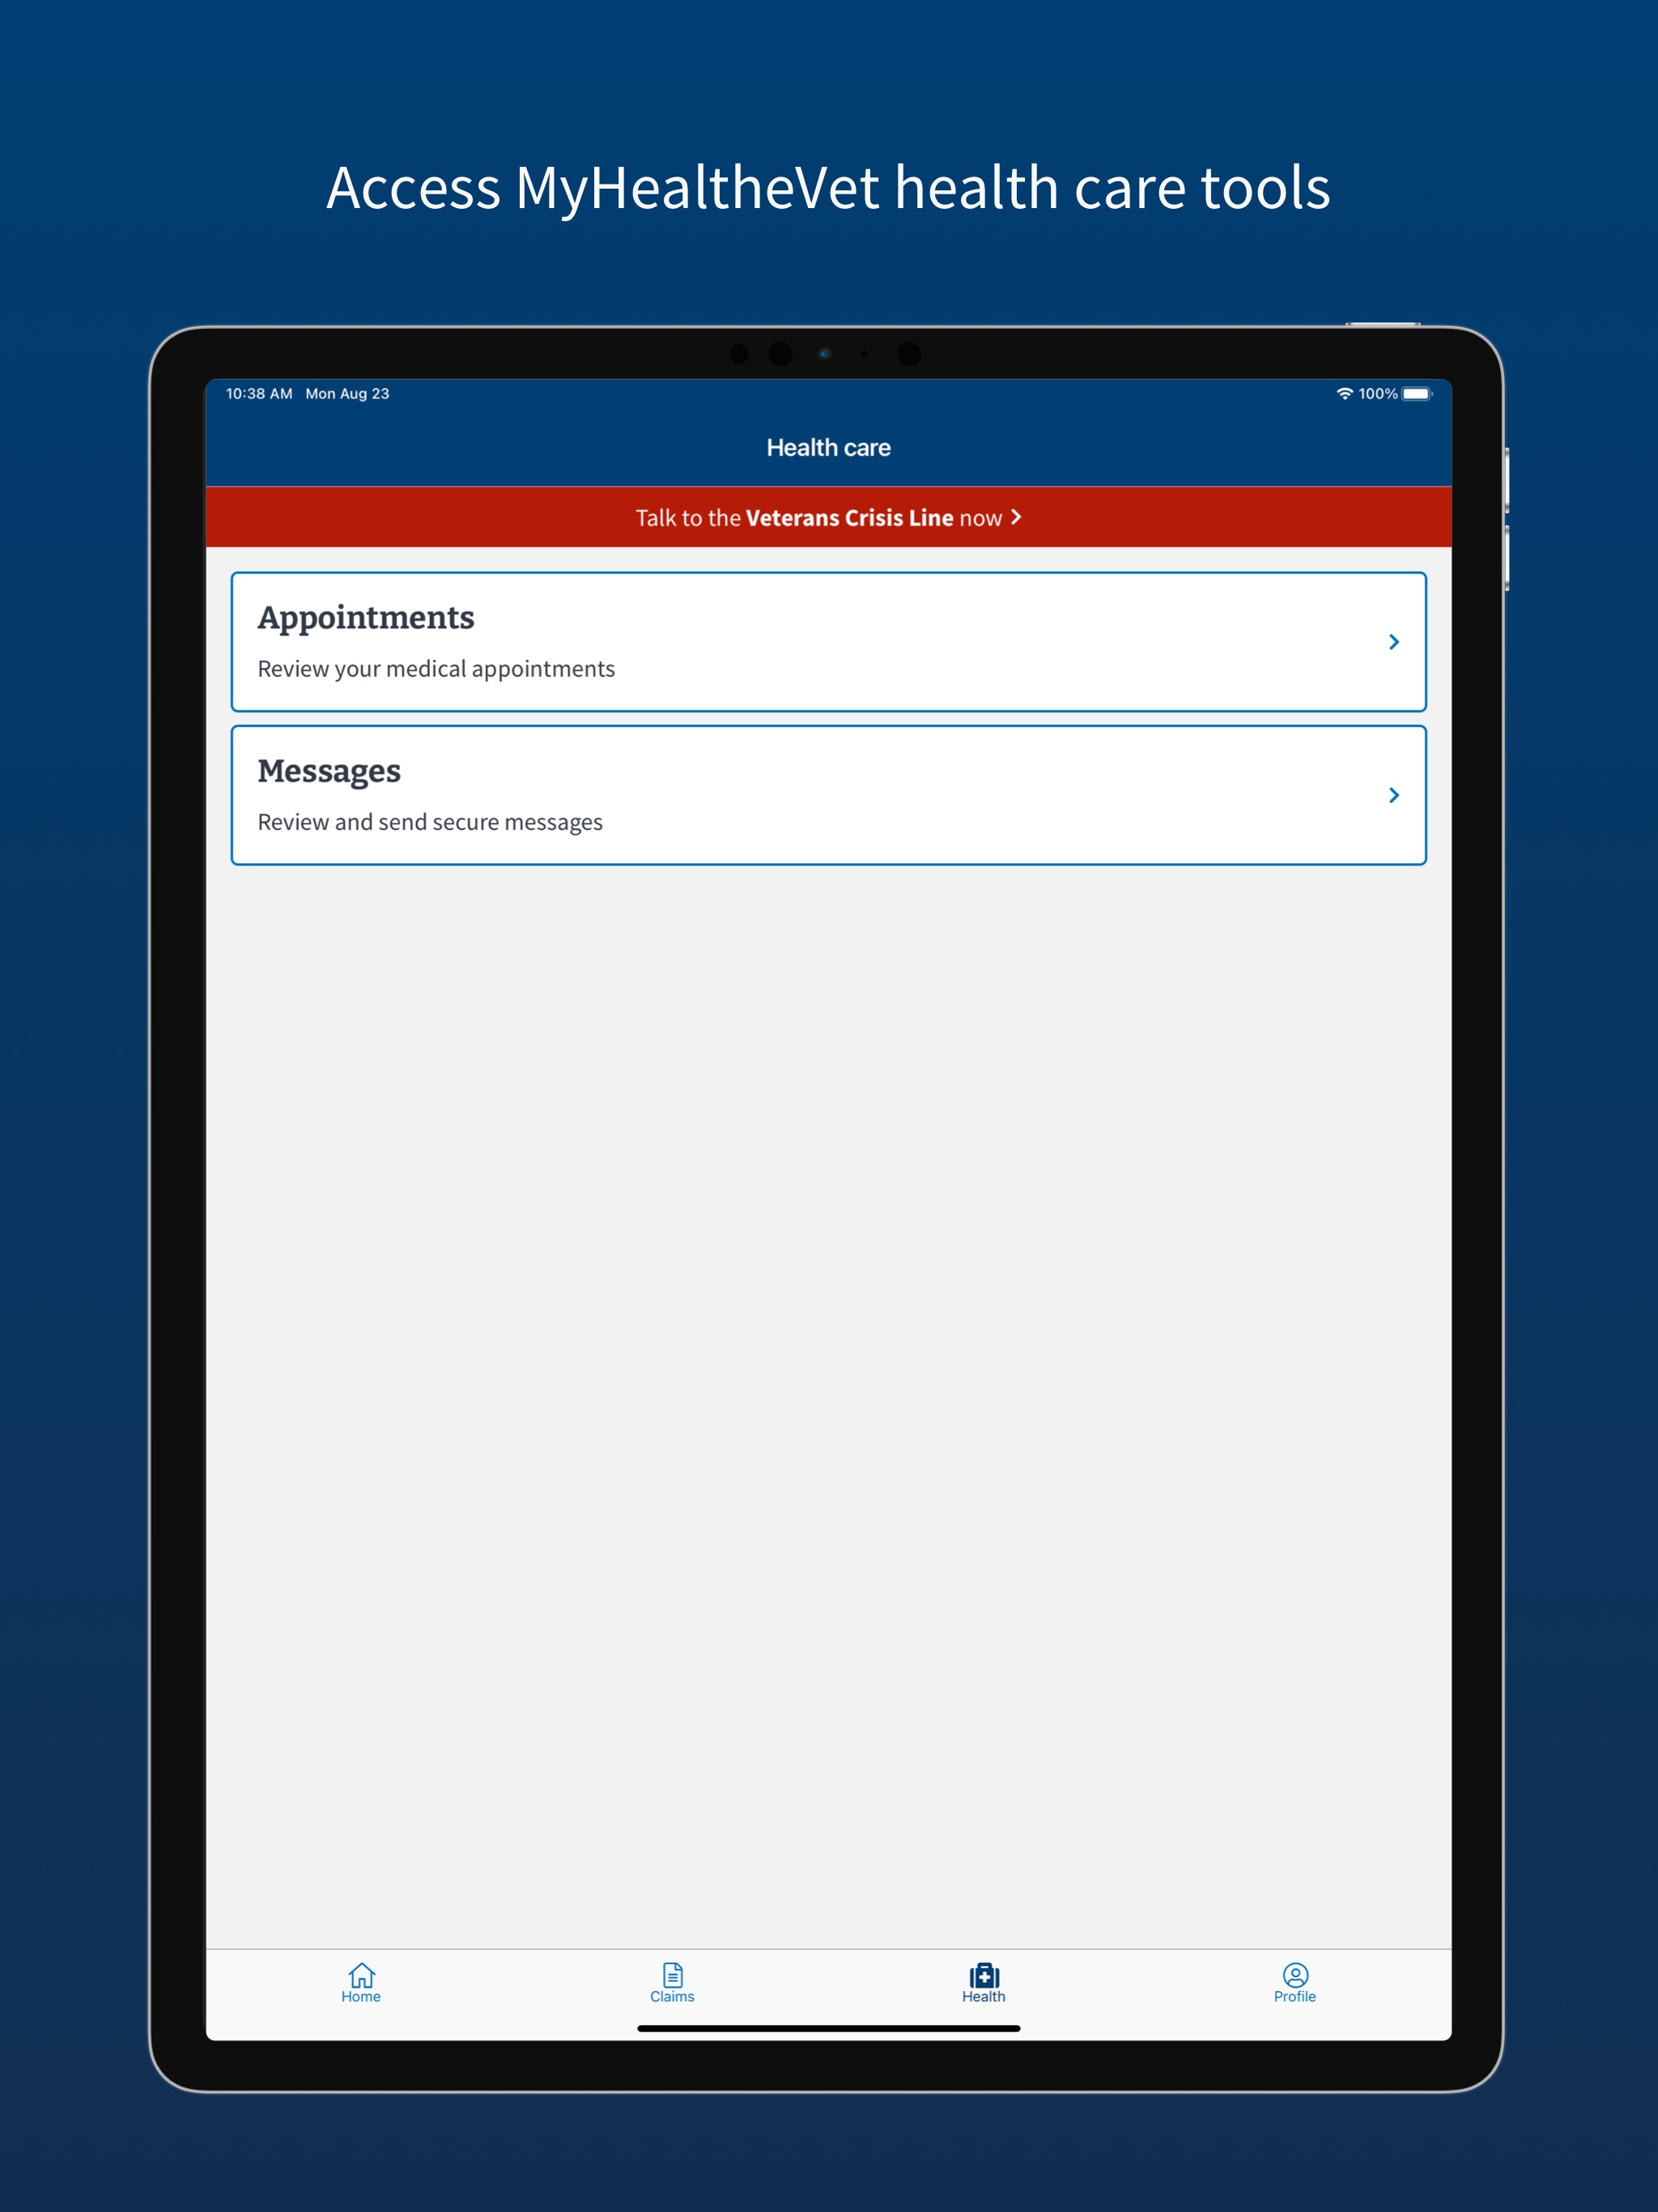 Access MyHealtheVet health care tools
10:38 AM Mon Aug 23
100%
Health care
Talk to the Veterans Crisis Line now
Appointments
Review your medical appointments
Messages
Review and send secure messages
Home
Claims
Health
Profile